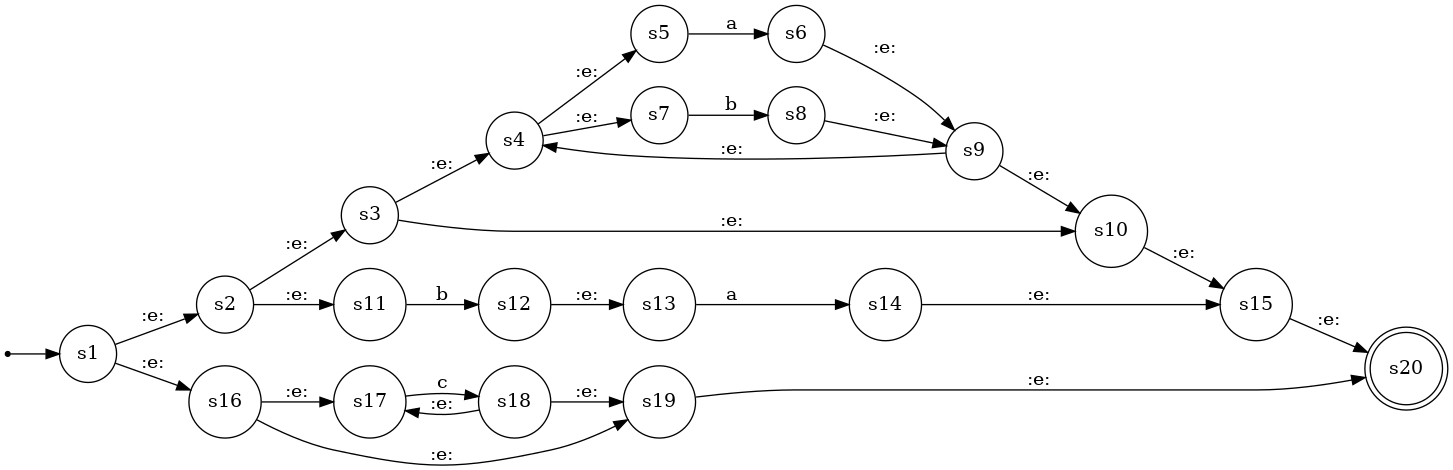 s5 a s6
:e: :e:
s7 b s8
:e: :e:
s4 :e: s9
:e: :e:
s3 :e: s10
:e: :e:
s2 :e: s11 b s12 :e: s13 a s14 :e: s15
:e: :e:
s1
:e:
s16 :e: s17 c s18 :e: s19 :e: s20
:e:
:e: